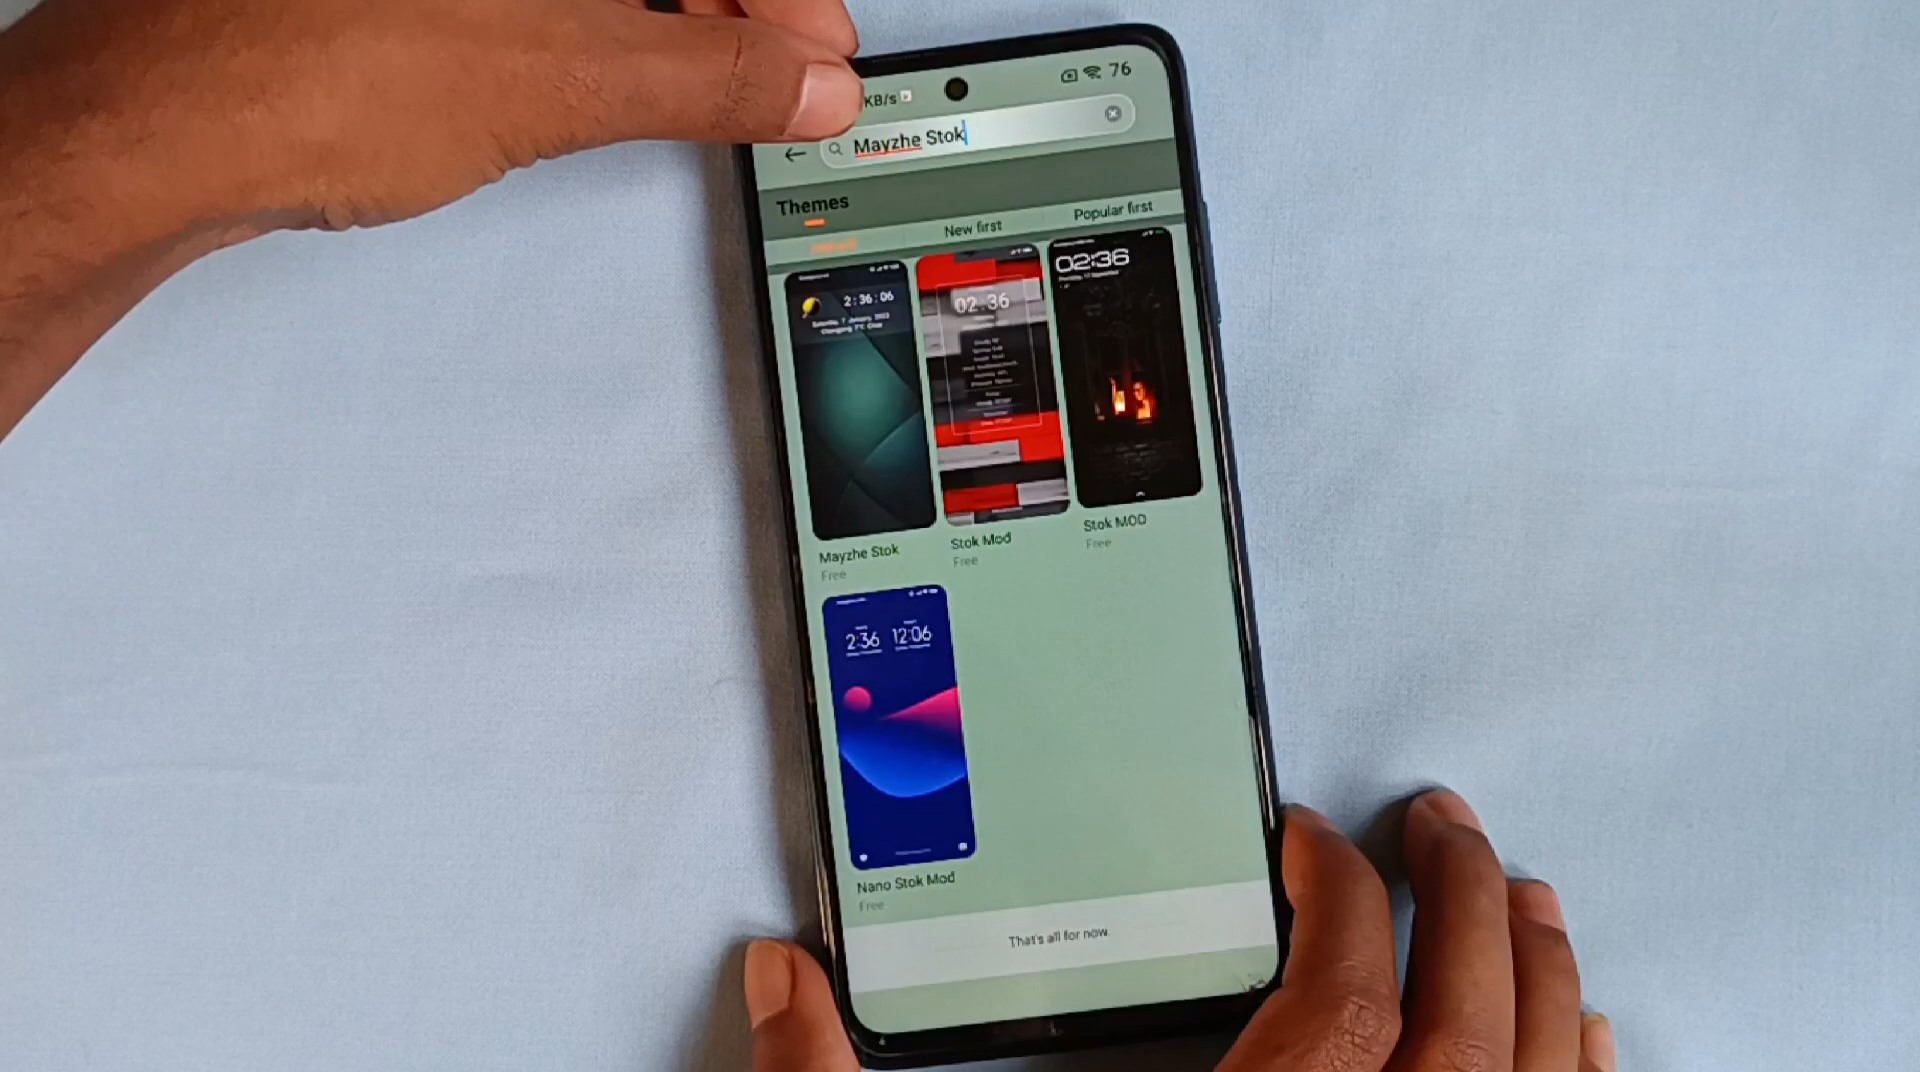 KB/s
76
Mayzhe Stok
Themes
New first
Popular first
2:36:06
02:36
02:36
Mayzhe Stok
Free
Stok Mod
Free
Stok MOD
Free
2:36 12:06
Nano Stok Mod
Free
That's all for now.